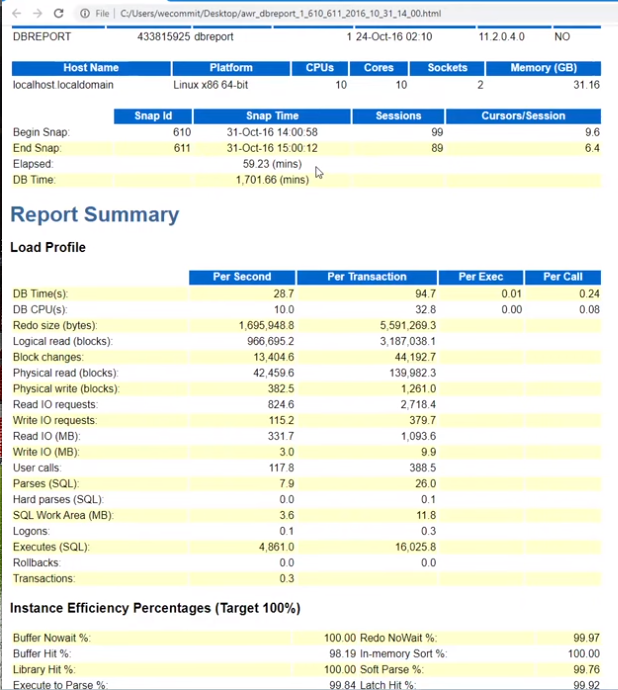 File C:/Users/wecommit/Desktop/awr_dbreport_1_610_611_2016_10_31_14_00.html
DBREPORT 433815925 dbreport 1 24-Oct-16 02:10 11.2.0.4.0 NO
Host Name Platform CPUs Cores Sockets Memory (GB)
localhost.localdomain Linux x86 64-bit 10 10 2 31.16
Snap Id Snap Time Sessions Cursors/Session
Begin Snap: 610 31-Oct-16 14:00:58 99 9.6
End Snap: 611 31-Oct-16 15:00:12 89 6.4
Elapsed: 59.23 (mins)
DB Time: 1,701.66 (mins)
Report Summary
Load Profile
Per Second Per Transaction Per Exec Per Call
DB Time(s): 28.7 94.7 0.01 0.24
DB CPU(s): 10.0 32.8 0.00 0.08
Redo size (bytes): 1,695,948.8 5,591,269.3
Logical read (blocks): 966,695.2 3,187,038.1
Block changes: 13,404.6 44,192.7
Physical read (blocks): 42,459.6 139,982.3
Physical write (blocks): 382.5 1,261.0
Read IO requests: 824.6 2,718.4
Write IO requests: 115.2 379.7
Read IO (MB): 331.7 1,093.6
Write IO (MB): 3.0 9.9
User calls: 117.8 388.5
Parses (SQL): 7.9 26.0
Hard parses (SQL): 0.0 0.1
SQL Work Area (MB): 3.6 11.8
Logons: 0.1 0.3
Executes (SQL): 4,861.0 16,025.8
Rollbacks: 0.0 0.0
Transactions: 0.3
Instance Efficiency Percentages (Target 100%)
Buffer Nowait %: 100.00 Redo NoWait %: 99.97
Buffer Hit %: 98.19 In-memory Sort %: 100.00
Library Hit %: 100.00 Soft Parse %: 99.76
Execute to Parse %: 99.84 Latch Hit %: 99.92